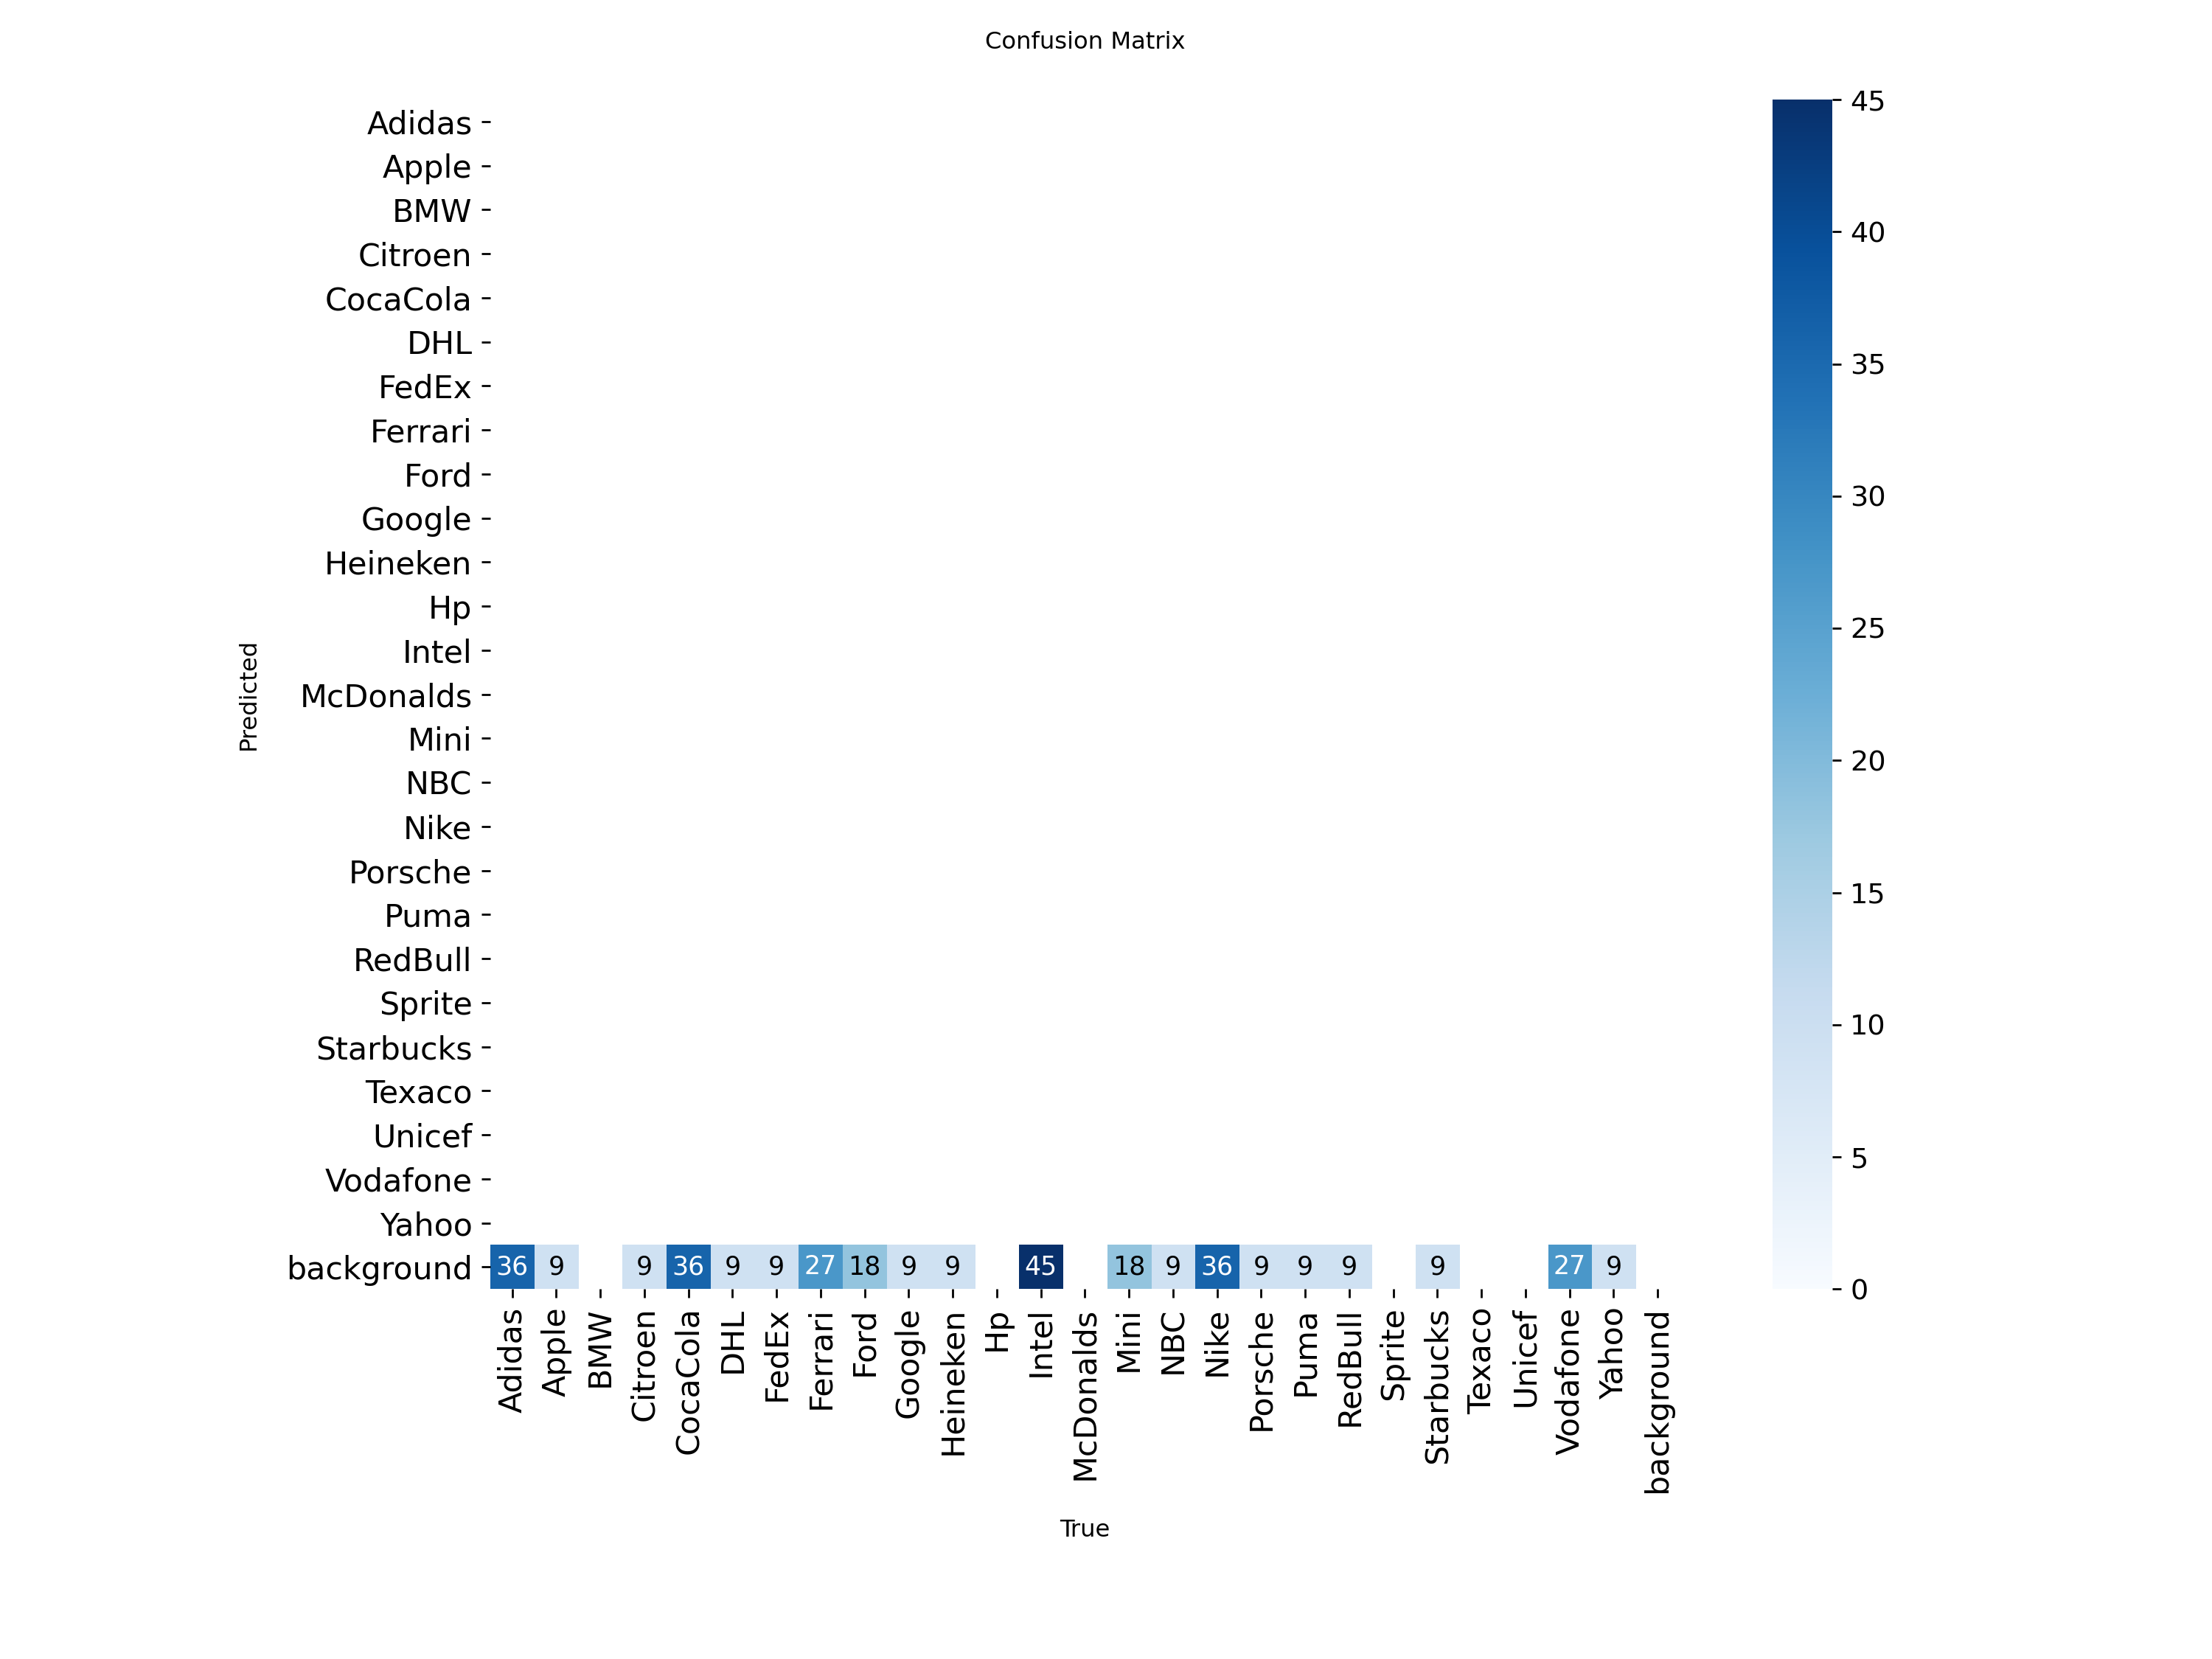 Confusion Matrix
Predicted
Adidas
Apple
BMW
Citroen
CocaCola
DHL
FedEx
Ferrari
Ford
Google
Heineken
Hp
Intel
McDonalds
Mini
NBC
Nike
Porsche
Puma
RedBull
Sprite
Starbucks
Texaco
Unicef
Vodafone
Yahoo
background
36 9 9 36 9 9 27 18 9 9 45 18 9 36 9 9 9 9 27 9
Adidas
Apple
BMW
Citroen
CocaCola
DHL
FedEx
Ferrari
Ford
Google
Heineken
Hp
Intel
McDonalds
Mini
NBC
Nike
Porsche
Puma
RedBull
Sprite
Starbucks
Texaco
Unicef
Vodafone
Yahoo
background
True
45
40
35
30
25
20
15
10
5
0